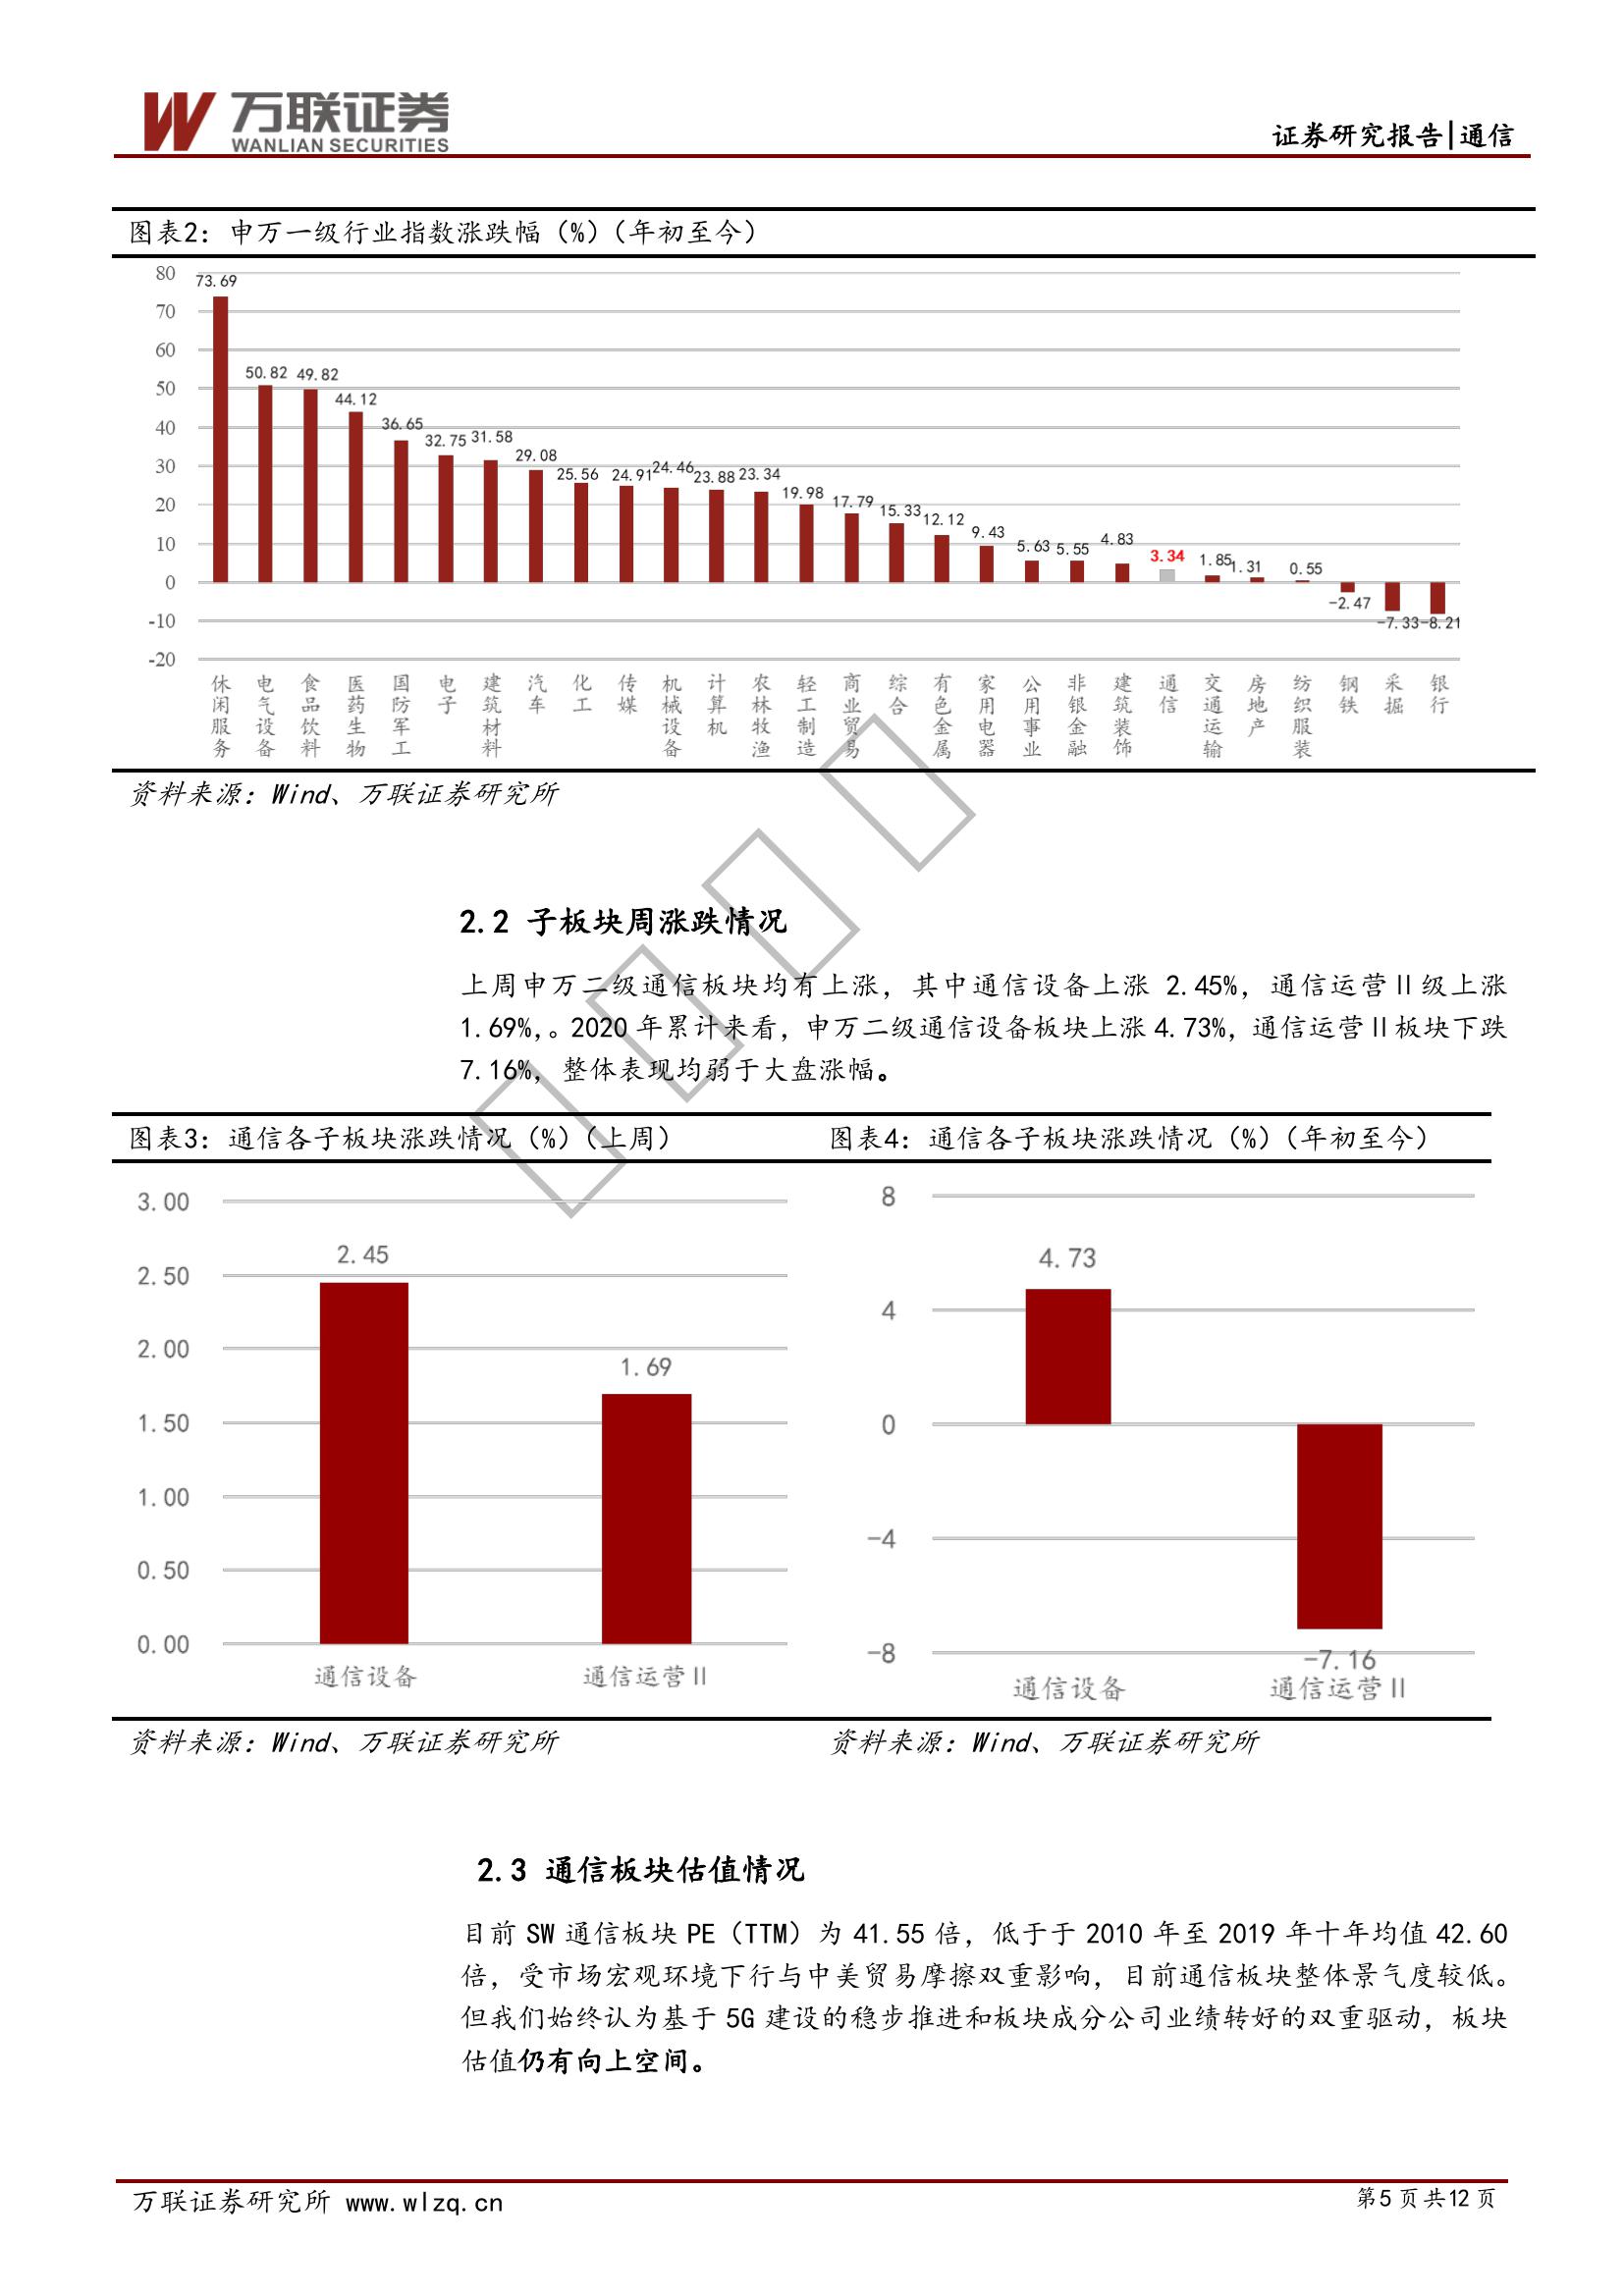 万联证券
WANLIAN SECURITIES
证券研究报告|通信
图表2：申万一级行业指数涨跌幅（%）（年初至今）
80
70
60
50
40
30
20
10
0
-10
-20
73.69
50.82
49.82
44.12
36.65
32.75
31.58
29.08
25.56
24.91
24.46
23.88
23.34
19.98
17.79
15.33
12.12
9.43
5.63
5.55
4.83
3.34
1.85
1.31
0.55
-2.47
-7.33
-8.21
休闲服务
电气设备
食品饮料
医药生物
国防军工
电子
建筑材料
汽车
化工
传媒
机械设备
计算机
农林牧渔
轻工制造
商业贸易
综合
有色金属
家用电器
公用事业
非银金融
建筑装饰
通信
交通运输
房地产
纺织服装
钢铁
采掘
银行
资料来源：Wind、万联证券研究所
2.2 子板块周涨跌情况
上周申万二级通信板块均有上涨，其中通信设备上涨 2.45%，通信运营Ⅱ级上涨
1.69%，。2020 年累计来看，申万二级通信设备板块上涨 4.73%，通信运营Ⅱ板块下跌
7.16%，整体表现均弱于大盘涨幅。
图表3：通信各子板块涨跌情况（%）（上周）
3.00
2.50
2.00
1.50
1.00
0.50
0.00
2.45
1.69
通信设备
通信运营Ⅱ
资料来源：Wind、万联证券研究所
图表4：通信各子板块涨跌情况（%）（年初至今）
8
4
0
-4
-8
4.73
-7.16
通信设备
通信运营Ⅱ
资料来源：Wind、万联证券研究所
2.3 通信板块估值情况
目前 SW 通信板块 PE（TTM）为 41.55 倍，低于于 2010 年至 2019 年十年均值 42.60
倍，受市场宏观环境下行与中美贸易摩擦双重影响，目前通信板块整体景气度较低。
但我们始终认为基于 5G 建设的稳步推进和板块成分公司业绩转好的双重驱动，板块
估值仍有向上空间。
万联证券研究所 www.wlzq.cn
第5 页 共12 页